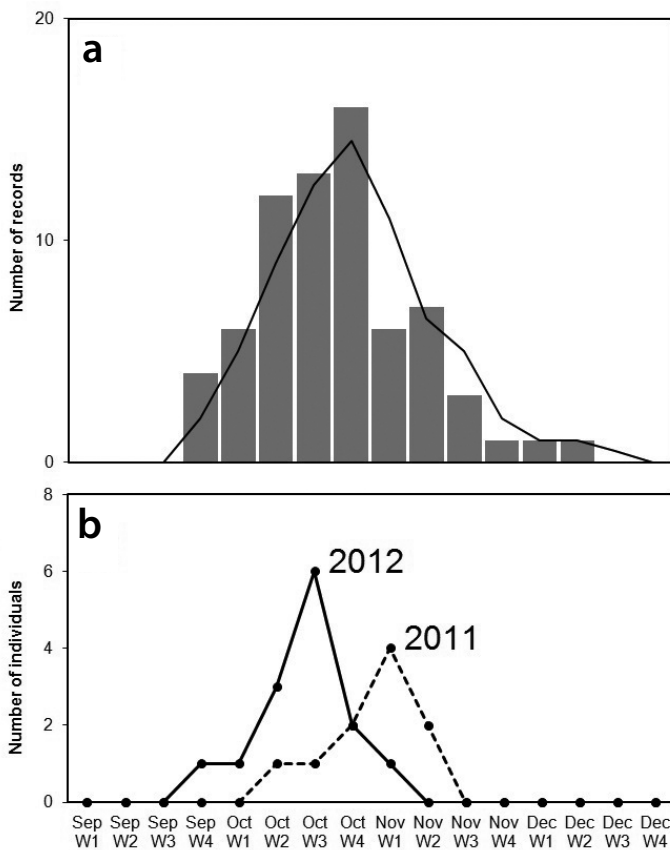 20
a
10
0
Number of records
8
b
6
4
2
0
Number of individuals
2012
2011
Sep Sep Sep Sep Oct Oct Oct Oct Nov Nov Nov Nov Dec Dec Dec Dec
W1 W2 W3 W4 W1 W2 W3 W4 W1 W2 W3 W4 W1 W2 W3 W4